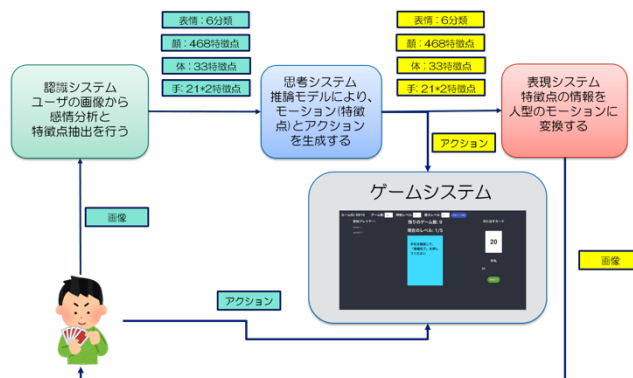 表情：6分類
顔：468特徴点
体：33特徴点
手：21*2特徴点
表情：6分類
顔：468特徴点
体：33特徴点
手：21*2特徴点
認識システム
ユーザの画像から
感情分析と
特徴点抽出を行う
思考システム
推論モデルにより、
モーション(特徴
点)とアクション
を生成する
表現システム
特徴点の情報を
人型のモーションに
変換する
アクション
ゲームシステム
現在のレベル: 1/5
20
画像
画像
アクション